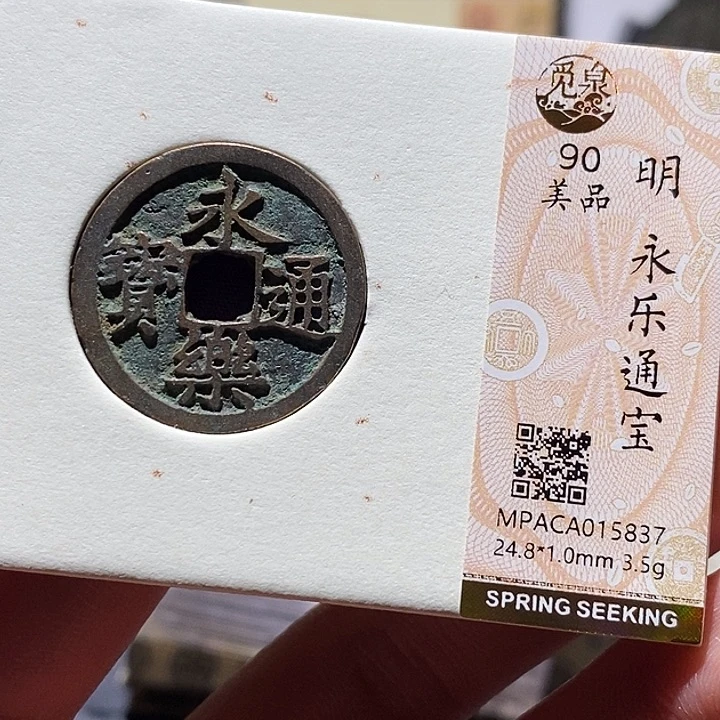 永
通
樂
寳
觅泉
90
美品
明 永乐通宝
MPACA015837
24.8*1.0mm 3.5g
SPRING SEEKING